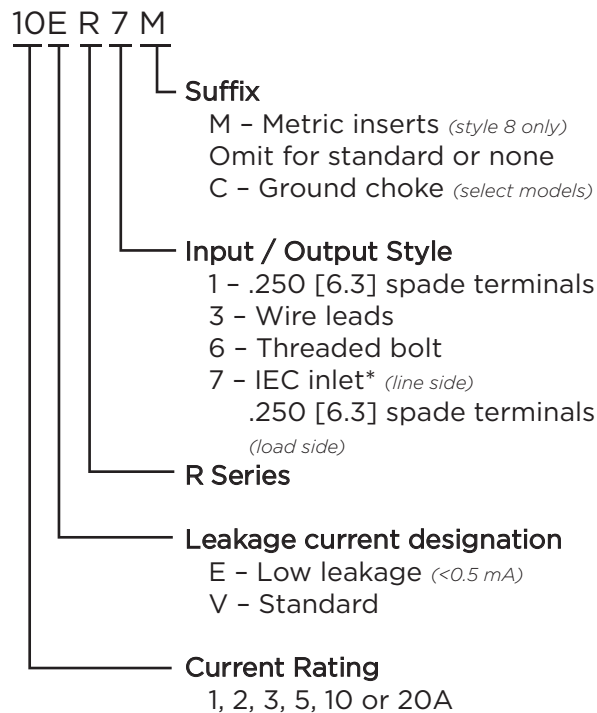 10E R 7 M
Suffix
M – Metric inserts (style 8 only)
Omit for standard or none
C – Ground choke (select models)
Input / Output Style
1 – .250 [6.3] spade terminals
3 – Wire leads
6 – Threaded bolt
7 – IEC inlet* (line side)
.250 [6.3] spade terminals
(load side)
R Series
Leakage current designation
E – Low leakage (<0.5 mA)
V – Standard
Current Rating
1, 2, 3, 5, 10 or 20A